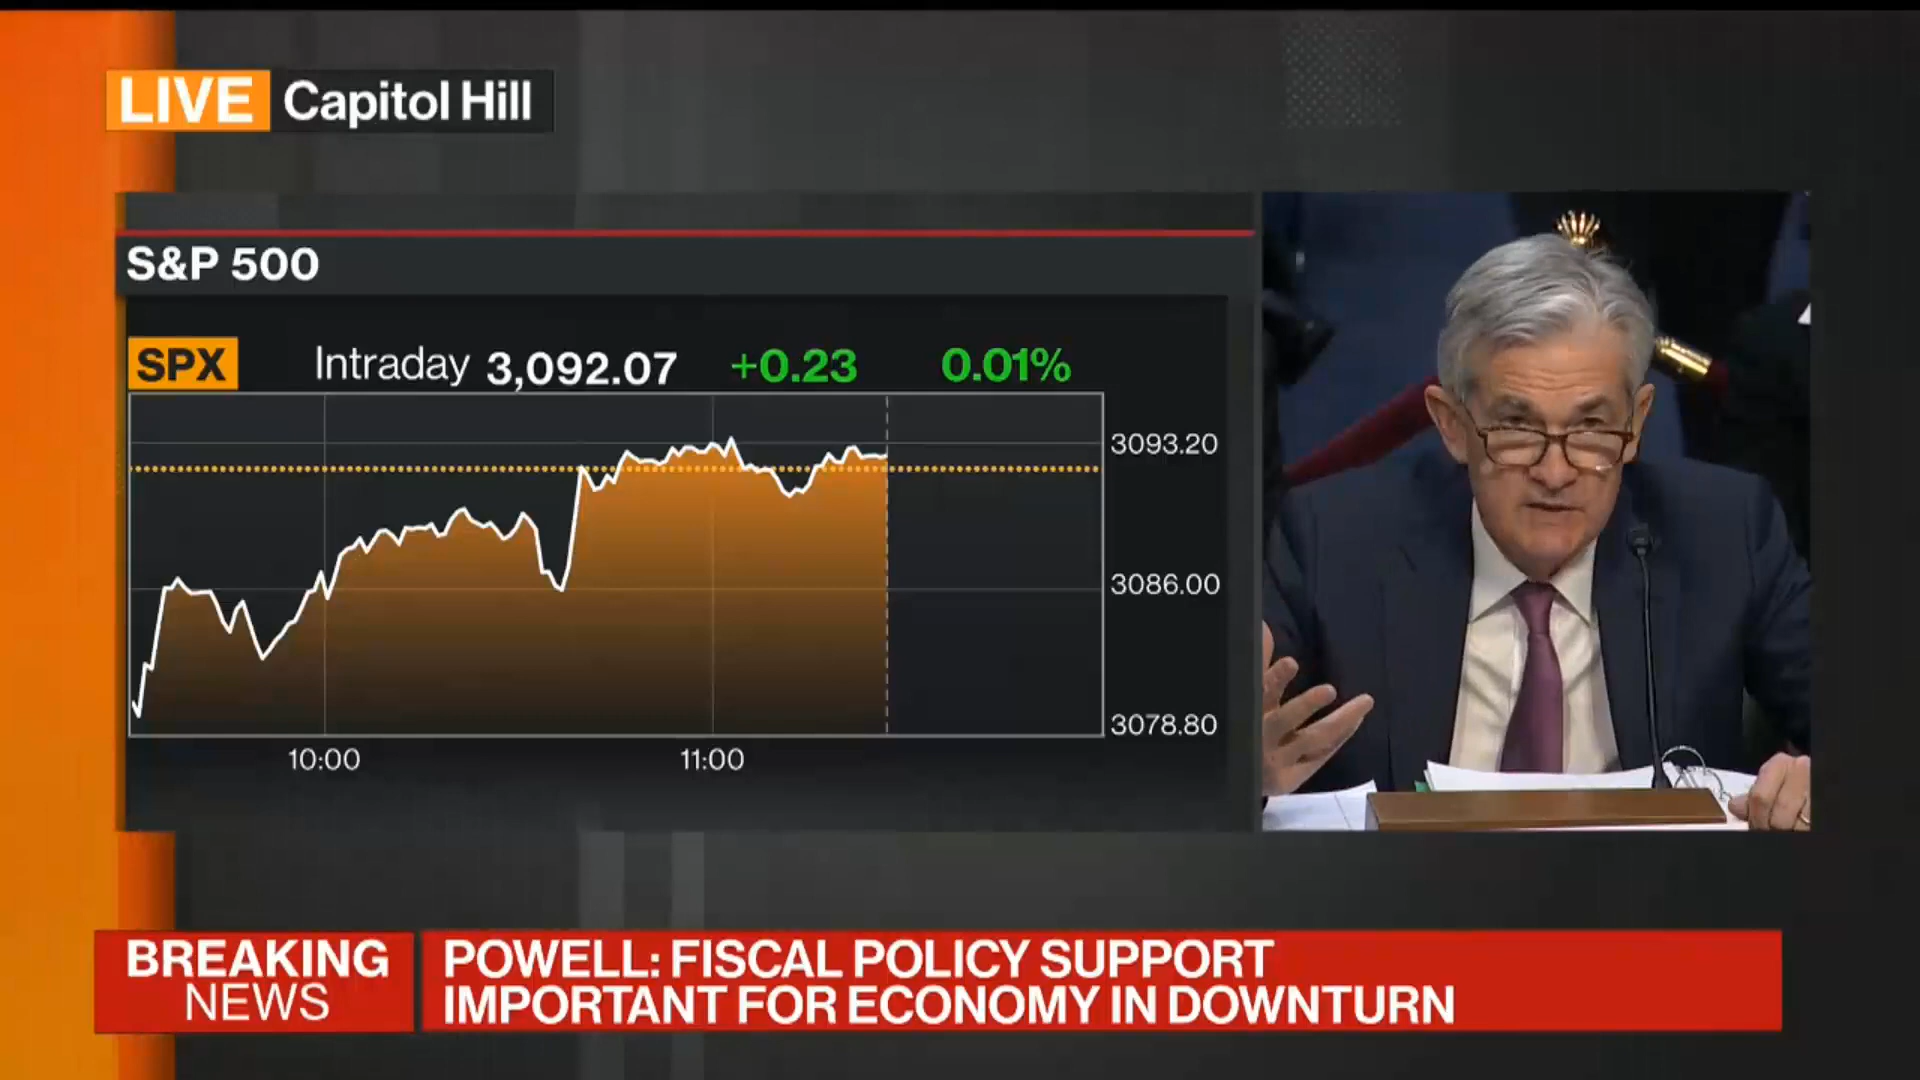 LIVE Capitol Hill
S&P 500
SPX Intraday 3,092.07 +0.23 0.01%
3093.20
3086.00
3078.80
10:00 11:00
BREAKING NEWS
POWELL: FISCAL POLICY SUPPORT
IMPORTANT FOR ECONOMY IN DOWNTURN